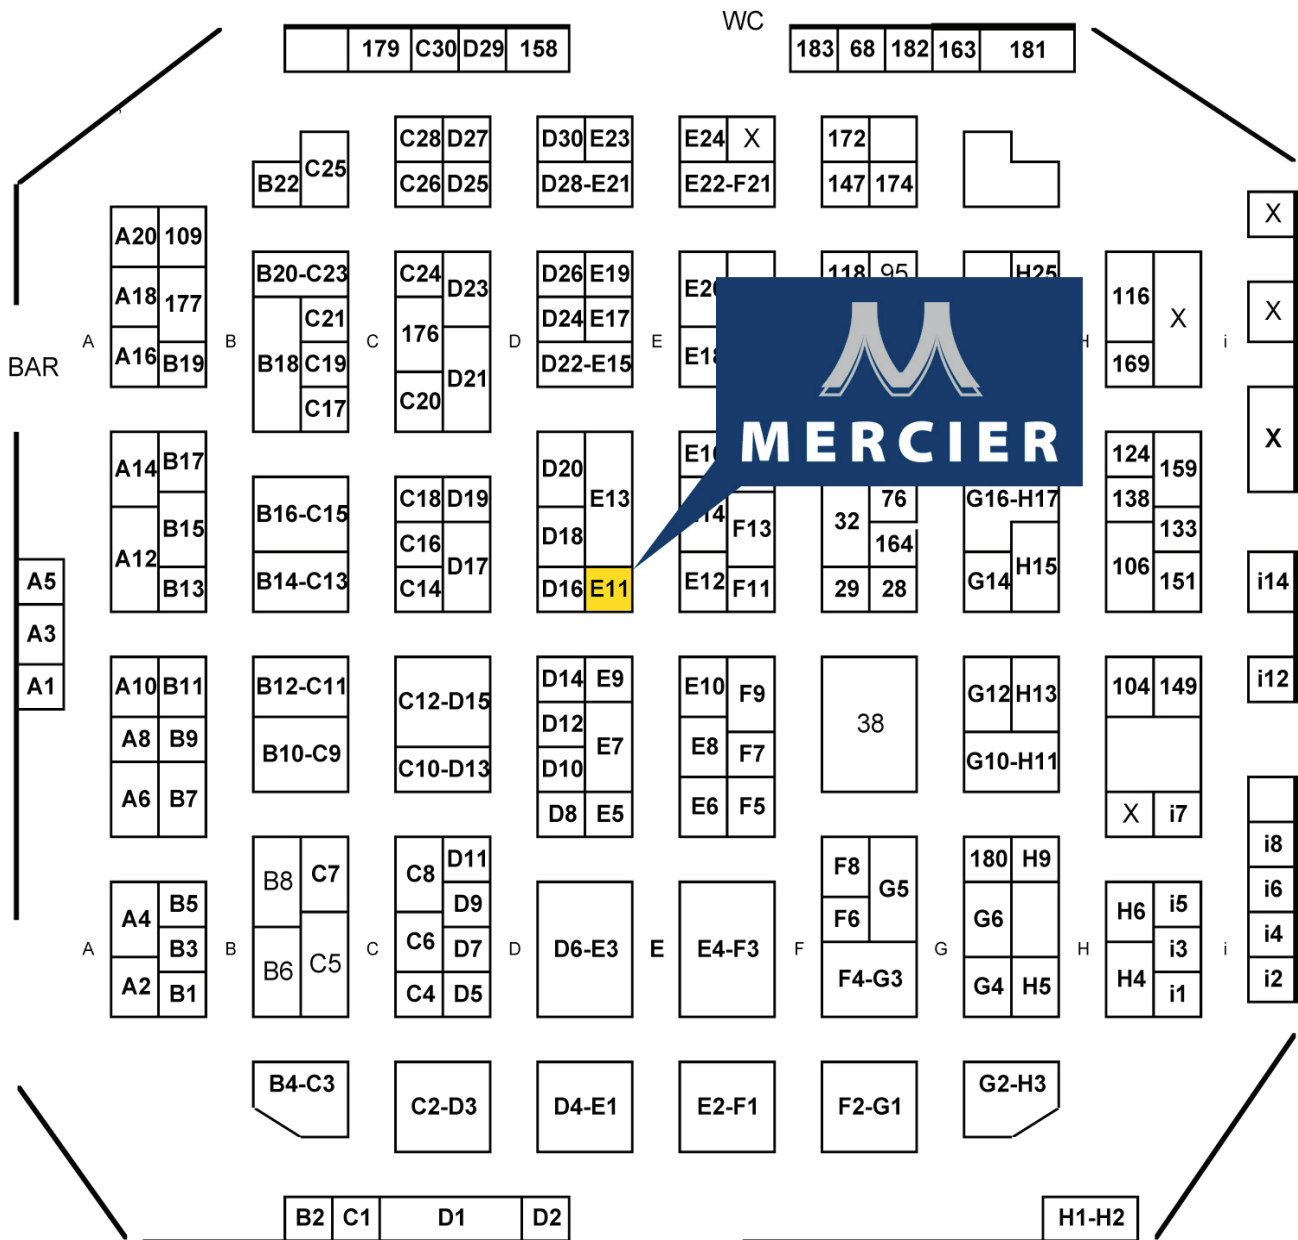 WC
179 C30 D29 158
183 68 182 163 181
C28 D27 D30 E23 E24 X 172
B22 C25 C26 D25 D28-E21 E22-F21 147 174
X
A20 109
B20-C23 C24 D23 D26 E19 E20 118 95 H25
A18 177 C21 176 D24 E17 116 X X
A B C D E H i
BAR
A16 B19 B18 C19 D21 D22-E15 E18 169
C17 C20
MERCIER
X
A14 B17 D20 E13 124 159
B16-C15 C18 D19 76 G16-H17 138
A12 B15 C16 D17 D18 32 F13 133
164
A5 B13 B14-C13 C14 D16 E11 E12 F11 29 28 G14 H15 106 151 i14
A3
A1 A10 B11 B12-C11 C12-D15 D14 E9 E10 F9 38 G12 H13 104 149 i12
A8 B9 B10-C9 D12 E7 E8 F7 G10-H11
C10-D13 D10
A6 B7 D8 E5 E6 F5 X i7
B8 C7 C8 D11 F8 G5 180 H9 i8
A4 B5 D9 F6 G6 H6 i5 i6
A B3 B C5 C C6 D7 D D6-E3 E E4-F3 F G H i3 i i4
A2 B1 B6 C4 D5 F4-G3 G4 H5 H4 i1 i2
B4-C3 C2-D3 D4-E1 E2-F1 F2-G1 G2-H3
B2 C1 D1 D2 H1-H2